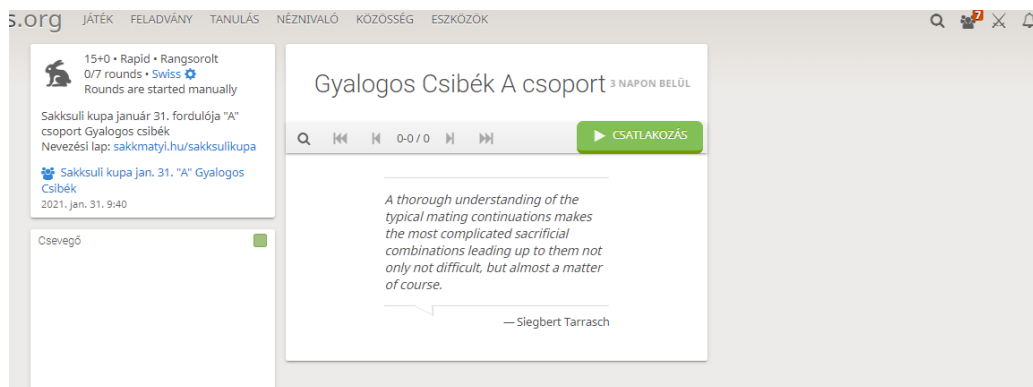 s.org JÁTÉK FELADVÁNY TANULÁS NÉZNIVALÓ KÖZÖSSÉG ESZKÖZÖK 7
15+0 • Rapid • Rangsorolt
0/7 rounds • Swiss
Rounds are started manually
Sakksuli kupa január 31. fordulója "A"
csoport Gyalogos csibék
Nevezési lap: sakkmatyi.hu/sakksulikupa
Sakksuli kupa jan. 31. "A" Gyalogos
Csibék
2021. jan. 31. 9:40
Csevegő
Gyalogos Csibék A csoport 3 NAPON BELÜL
0-0 / 0 CSATLAKOZÁS
A thorough understanding of the
typical mating continuations makes
the most complicated sacrificial
combinations leading up to them not
only not difficult, but almost a matter
of course.
— Siegbert Tarrasch